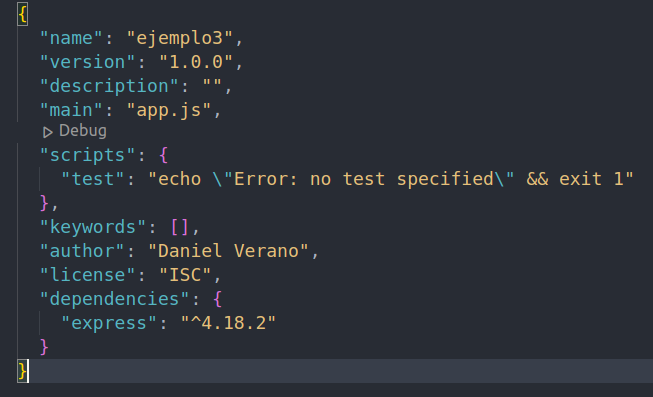 {
"name": "ejemplo3",
"version": "1.0.0",
"description": "",
"main": "app.js",
Debug
"scripts": {
"test": "echo \"Error: no test specified\" && exit 1"
},
"keywords": [],
"author": "Daniel Verano",
"license": "ISC",
"dependencies": {
"express": "^4.18.2"
}
}